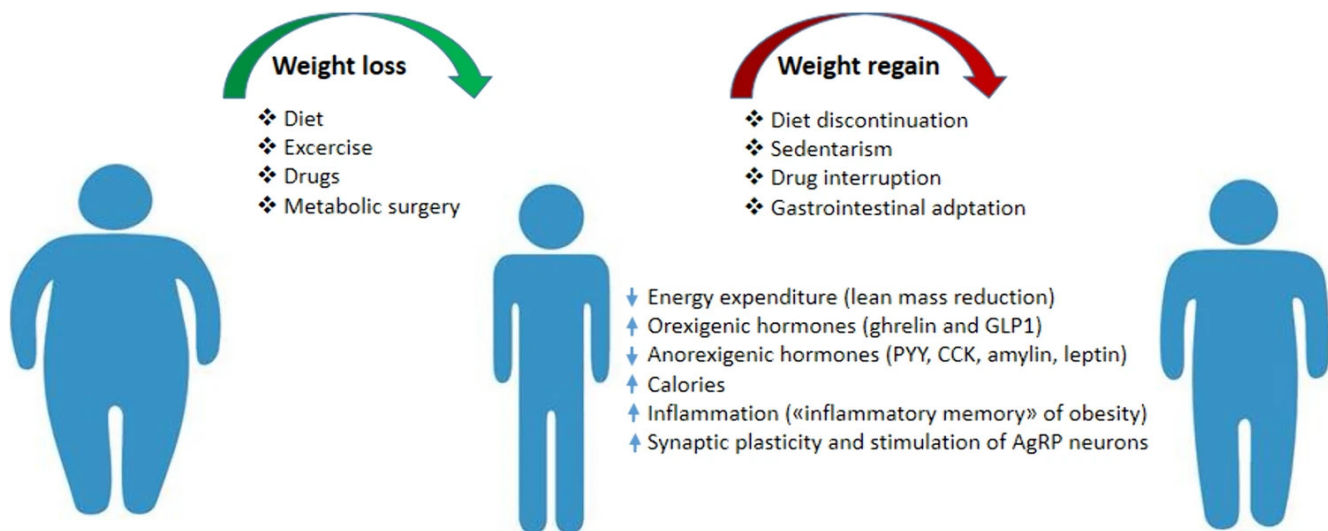 Weight loss
❖ Diet
❖ Excercise
❖ Drugs
❖ Metabolic surgery
Weight regain
❖ Diet discontinuation
❖ Sedentarism
❖ Drug interruption
❖ Gastrointestinal adptation
↓ Energy expenditure (lean mass reduction)
↑ Orexigenic hormones (ghrelin and GLP1)
↓ Anorexigenic hormones (PYY, CCK, amylin, leptin)
↑ Calories
↑ Inflammation («inflammatory memory» of obesity)
↑ Synaptic plasticity and stimulation of AgRP neurons